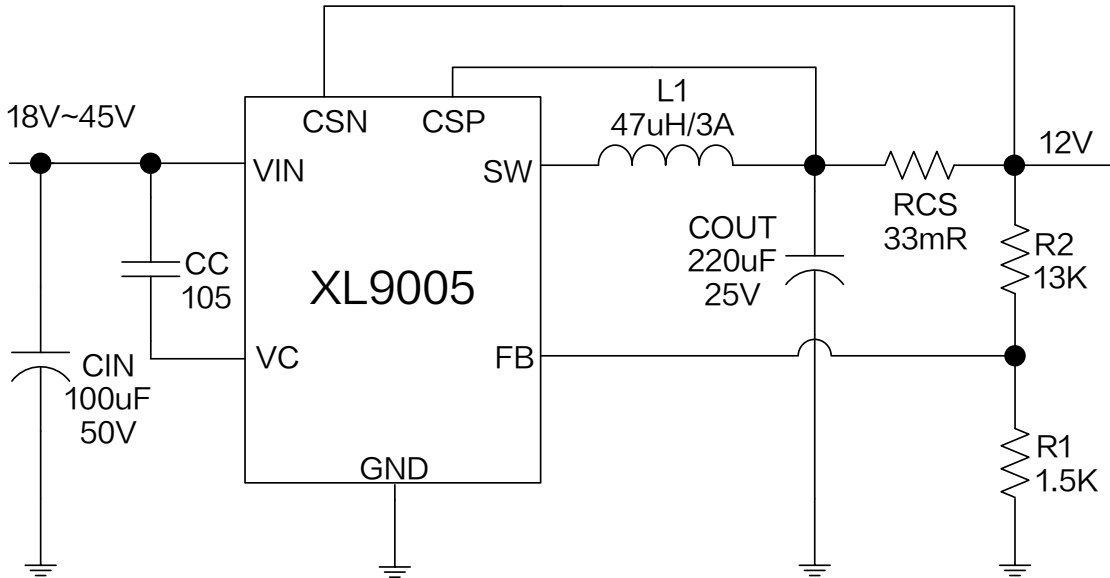 18V~45V
CSN
CSP
VIN
SW
L1
47uH/3A
12V
RCS
33mR
CC
105
XL9005
COUT
220uF
25V
R2
13K
VC
FB
CIN
100uF
50V
GND
R1
1.5K